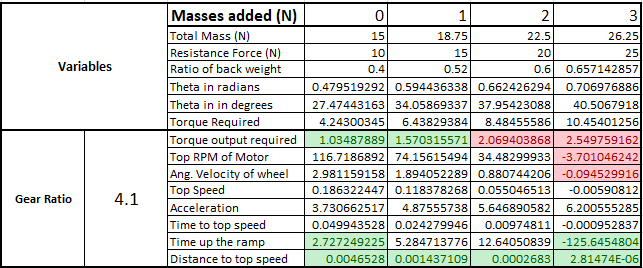 Masses added (N) 0 1 2 3
Total Mass (N) 15 18.75 22.5 26.25
Resistance Force (N) 10 15 20 25
Variables
Ratio of back weight 0.4 0.52 0.6 0.657142857
Theta in radians 0.479519292 0.594436338 0.662426294 0.706976886
Theta in in degrees 27.47443163 34.05869337 37.95423088 40.5067918
Torque Required 4.24300345 6.43829384 8.48455586 10.45401256
Torque output required 1.03487889 1.570315571 2.069403868 2.549759162
Top RPM of Motor 116.7186892 74.15615494 34.48299933 -3.701046242
Ang. Velocity of wheel 2.981159158 1.894052289 0.880744206 -0.094529916
Gear Ratio 4.1
Top Speed 0.186322447 0.118378268 0.055046513 -0.00590812
Acceleration 3.730662517 4.87555738 5.646890582 6.200555285
Time to top speed 0.049943528 0.024279946 0.00974811 -0.000952837
Time up the ramp 2.727249225 5.284713776 12.64050839 -125.6454804
Distance to top speed 0.0046528 0.001437109 0.0002683 2.81474E-06